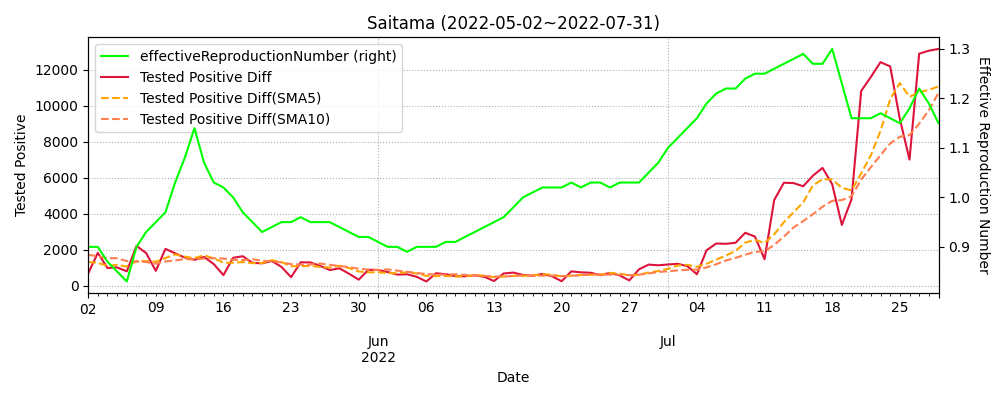 Saitama (2022-05-02~2022-07-31)
effectiveReproductionNumber (right)
Tested Positive Diff
Tested Positive Diff(SMA5)
Tested Positive Diff(SMA10)
Tested Positive
12000
10000
8000
6000
4000
2000
0
1.3
1.2
1.1
1.0
0.9
Effective Reproduction Number
02 09 16 23 30 06 13 20 27 04 11 18 25
Jun Jul
2022
Date